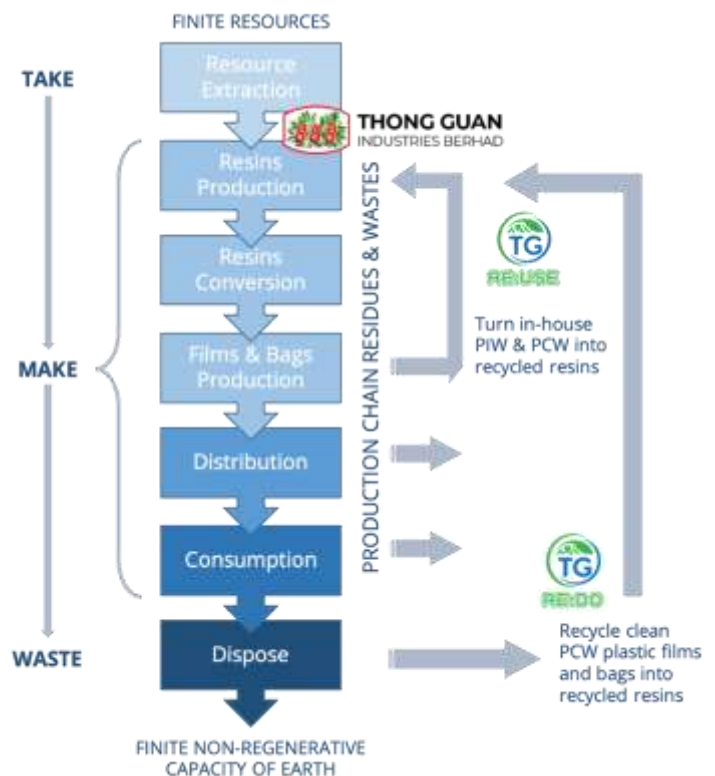 FINITE RESOURCES
TAKE
Resource
Extraction
THONG GUAN
INDUSTRIES BERHAD
Resins
Production
Resins
Conversion
MAKE
Films & Bags
Production
Distribution
Consumption
WASTE
Dispose
FINITE NON-REGENERATIVE
CAPACITY OF EARTH
PRODUCTION CHAIN RESIDUES & WASTES
TG
RE:USE
Turn in-house
PIW & PCW into
recycled resins
TG
RE:DO
Recycle clean
PCW plastic films
and bags into
recycled resins